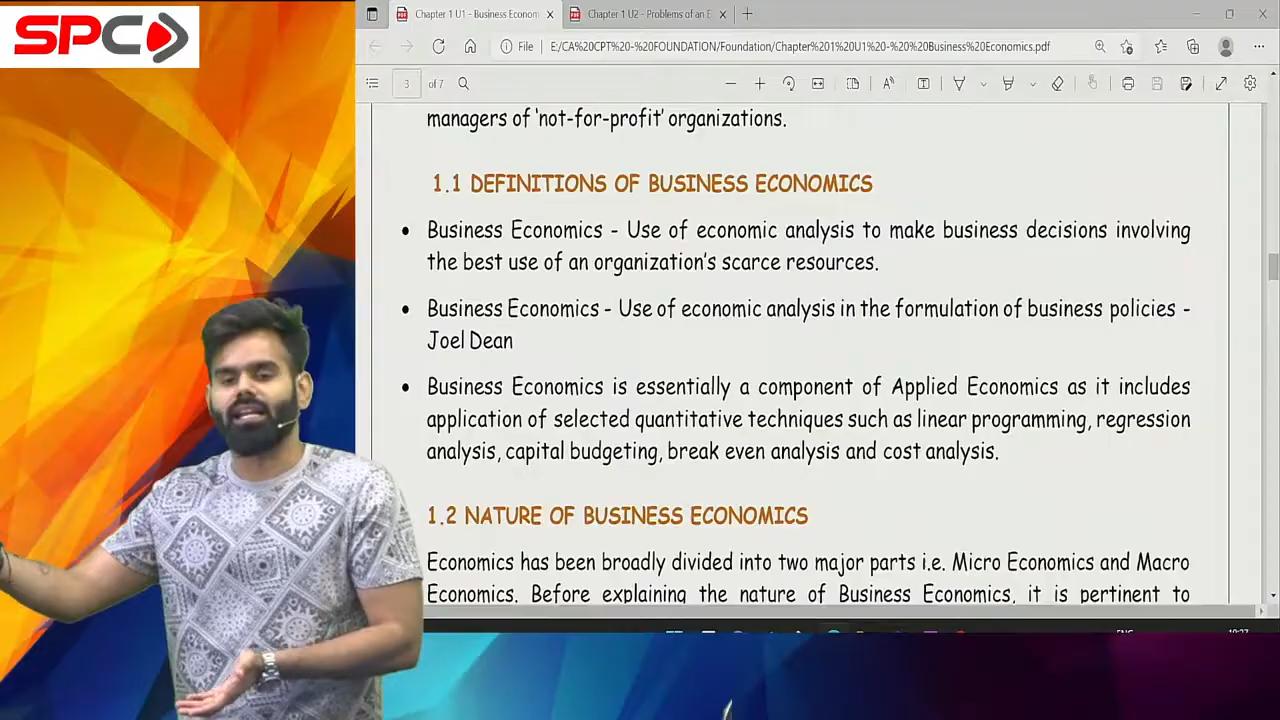 SPC
Chapter 1 U1 - Business Econom
Chapter 1 U2 - Problems of an E
File
E:/CA%20CPT%20-%20FOUNDATION/Foundation/Chapter%201%20U1%20-%20%20Business%20Economics.pdf
3 of 7
managers of 'not-for-profit' organizations.
1.1 DEFINITIONS OF BUSINESS ECONOMICS
• Business Economics - Use of economic analysis to make business decisions involving
the best use of an organization's scarce resources.
• Business Economics - Use of economic analysis in the formulation of business policies -
Joel Dean
• Business Economics is essentially a component of Applied Economics as it includes
application of selected quantitative techniques such as linear programming, regression
analysis, capital budgeting, break even analysis and cost analysis.
1.2 NATURE OF BUSINESS ECONOMICS
Economics has been broadly divided into two major parts i.e. Micro Economics and Macro
Economics. Before explaining the nature of Business Economics, it is pertinent to